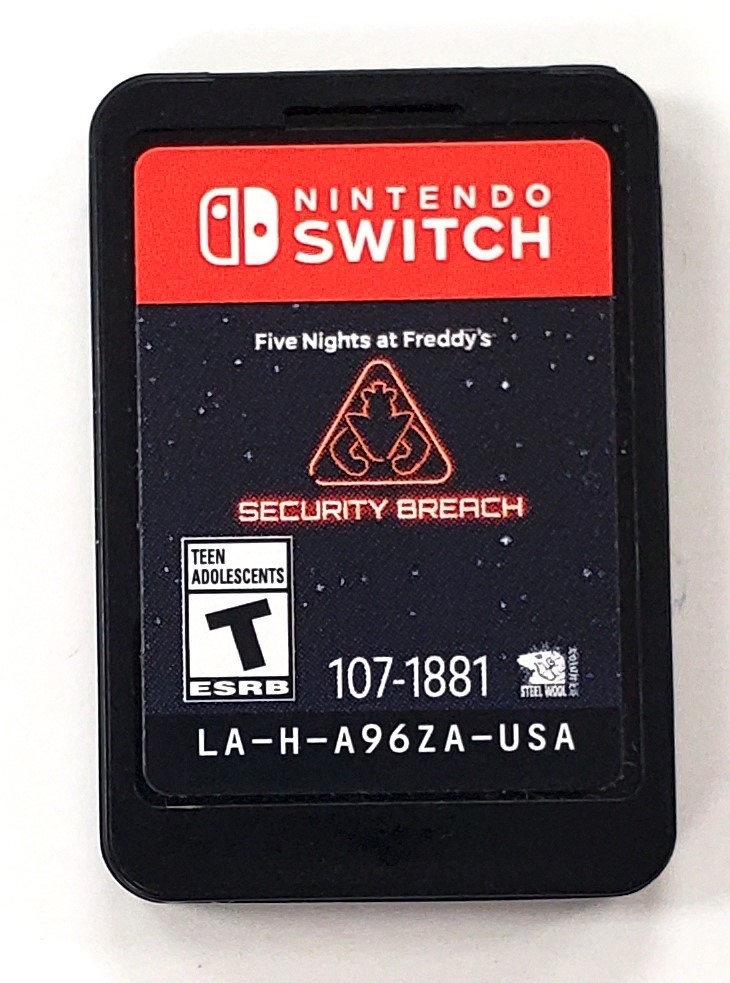 NINTENDO
SWITCH
Five Nights at Freddy's
SECURITY BREACH
TEEN
ADOLESCENTS
T
ESRB
107-1881
STEEL WOOL
LA-H-A96ZA-USA